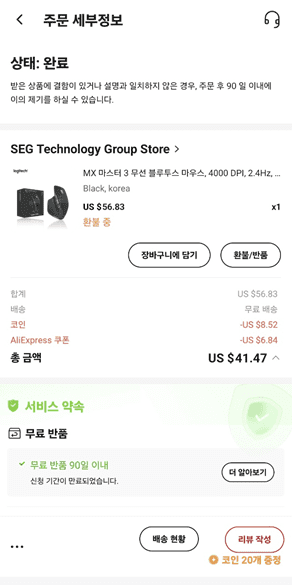 주문 세부정보
상태: 완료
받은 상품에 결함이 있거나 설명과 일치하지 않은 경우, 주문 후 90 일 이내에
이의 제기를 하실 수 있습니다.
SEG Technology Group Store >
logitech
MX 마스터 3 무선 블루투스 마우스, 4000 DPI, 2.4Hz, ...
Black, korea
US $56.83 x1
환불 중
장바구니에 담기 환불/반품
합계 US $56.83
배송 무료 배송
코인 -US $8.52
AliExpress 쿠폰 -US $6.84
총 금액 US $41.47
서비스 약속
무료 반품
무료 반품 90일 이내
신청 기간이 만료되었습니다.
더 알아보기
... 배송 현황 리뷰 작성
코인 20개 증정